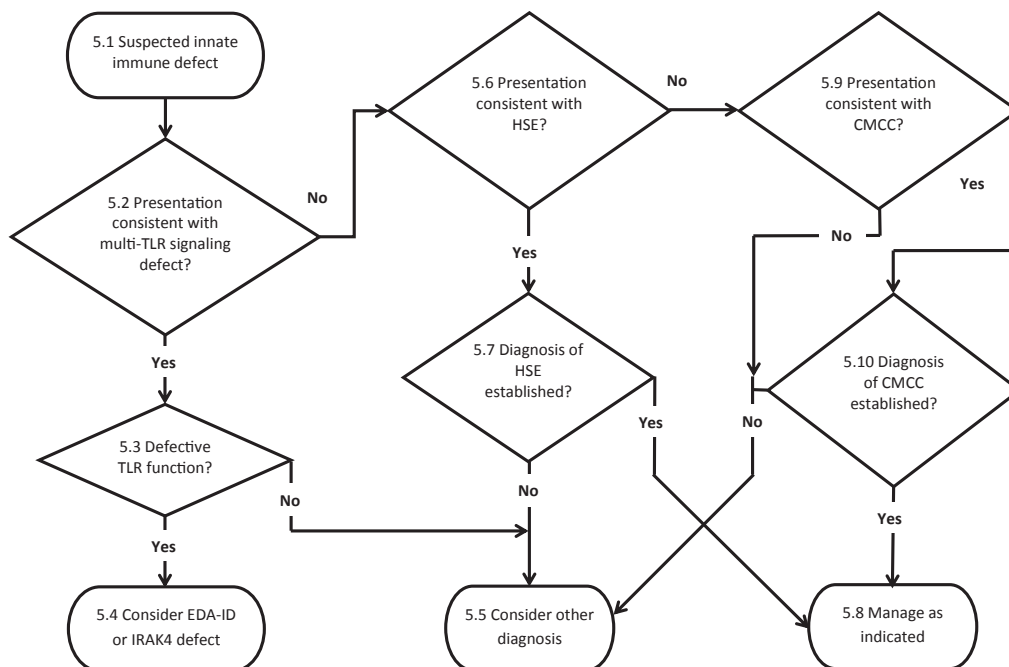 5.1 Suspected innate
immune defect
5.2 Presentation
consistent with
multi-TLR signaling
defect?
No
Yes
5.3 Defective
TLR function?
No
Yes
5.4 Consider EDA-ID
or IRAK4 defect
5.6 Presentation
consistent with
HSE?
No
Yes
5.7 Diagnosis of
HSE
established?
Yes
No
5.5 Consider other
diagnosis
5.9 Presentation
consistent with
CMCC?
Yes
No
5.10 Diagnosis
of CMCC
established?
No
Yes
5.8 Manage as
indicated